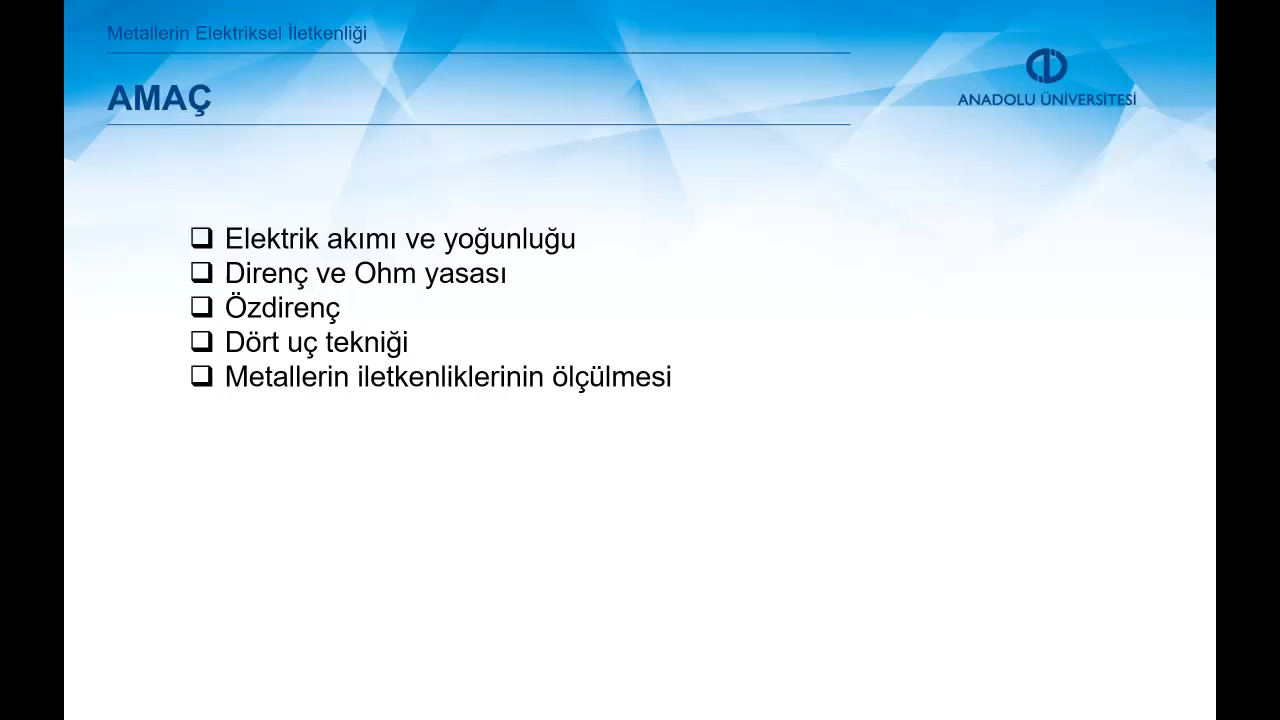 Metallerin Elektriksel İletkenliği
AMAÇ
ANADOLU ÜNİVERSİTESİ
Elektrik akımı ve yoğunluğu
Direnç ve Ohm yasası
Özdirenç
Dört uç tekniği
Metallerin iletkenliklerinin ölçülmesi